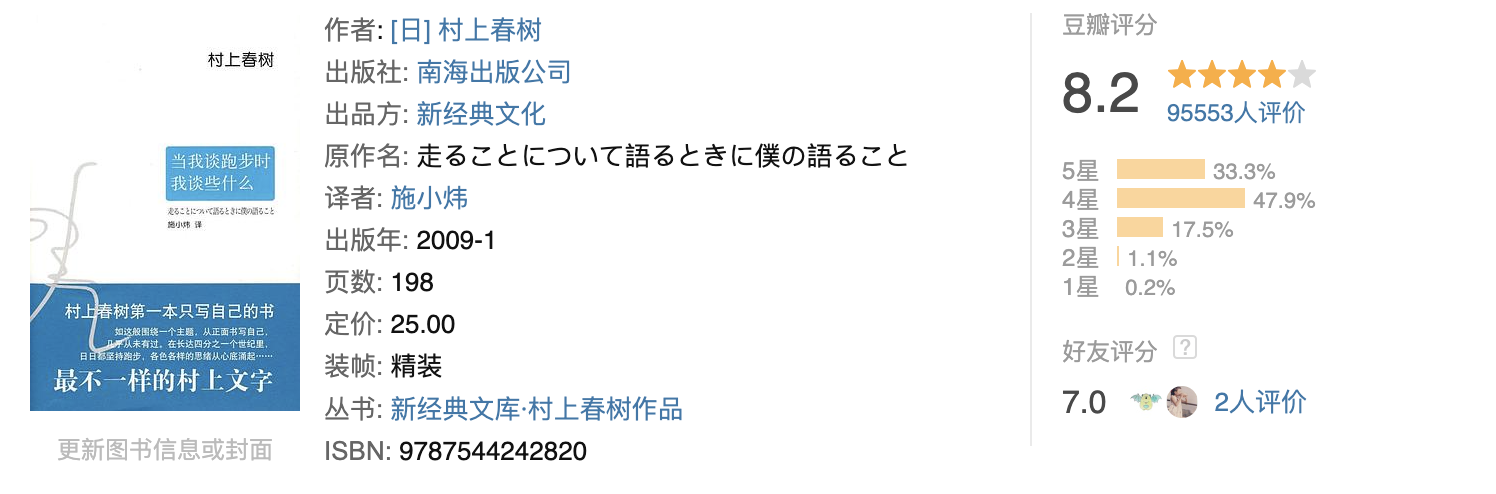 村上春树
当我谈跑步时
我谈些什么
走ることについて語るときに僕の語ること
施小炜 译
村上春树第一本只写自己的书
如这般围绕一个主题，从正面书写自己，
几乎从未有过。在长达四分之一个世纪里，
日日都坚持跑步，各色各样的思绪从心底涌起……
最不一样的村上文字
更新图书信息或封面
作者: [日] 村上春树
出版社: 南海出版公司
出品方: 新经典文化
原作名: 走ることについて語るときに僕の語ること
译者: 施小炜
出版年: 2009-1
页数: 198
定价: 25.00
装帧: 精装
丛书: 新经典文库·村上春树作品
ISBN: 9787544242820
豆瓣评分
8.2
95553人评价
5星 33.3%
4星 47.9%
3星 17.5%
2星 1.1%
1星 0.2%
好友评分 ?
7.0 2人评价